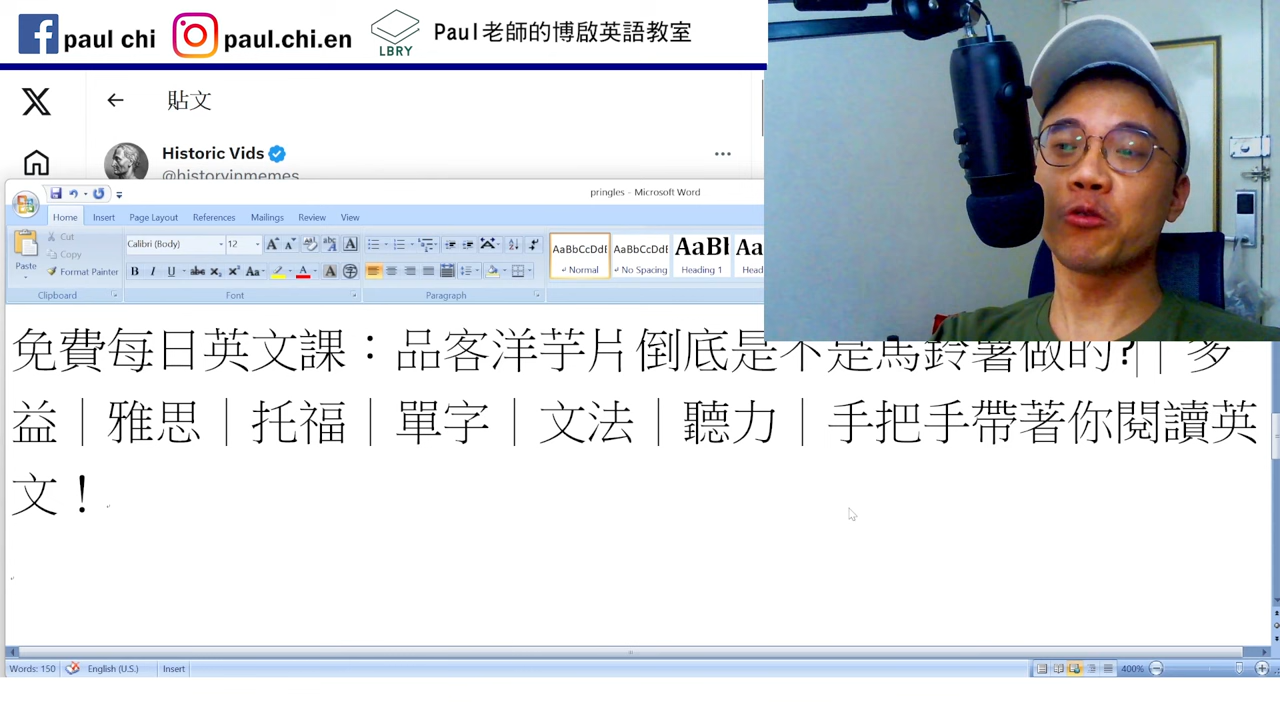 paul chi
paul.chi.en
LBRY
Paul老師的博啟英語教室
貼文
Historic Vids
@historyinmemes
pringles - Microsoft Word
Home Insert Page Layout References Mailings Review View
Paste
Cut
Copy
Format Painter
Calibri (Body) 12
AaBbCcDdE AaBbCcDdE AaBl AaB
Normal No Spacing Heading 1 Head
Clipboard Font Paragraph
免費每日英文課：品客洋芋片倒底是不是馬鈴薯做的?｜多
益｜雅思｜托福｜單字｜文法｜聽力｜手把手帶著你閱讀英
文！
Words: 150 English (U.S.) Insert 400%